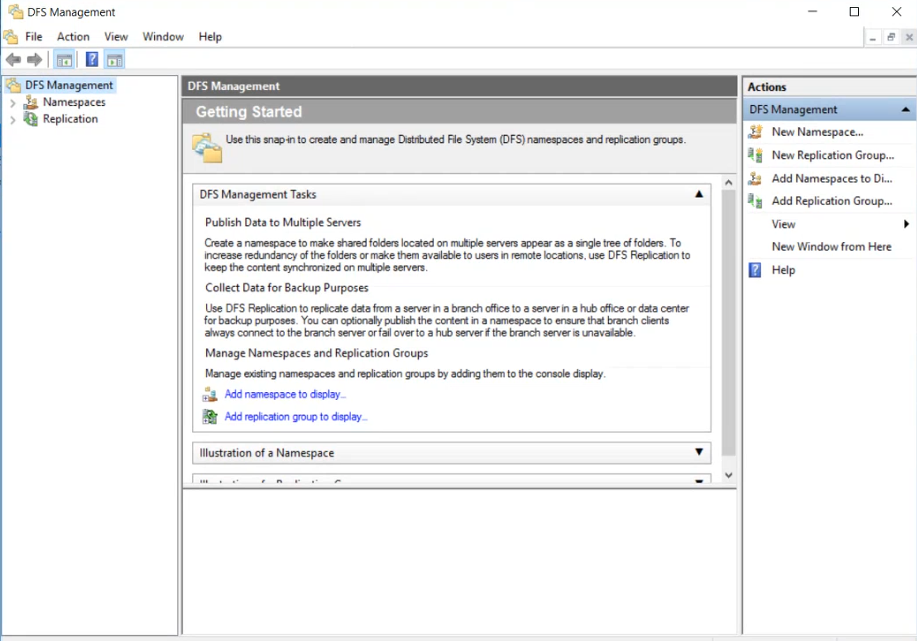 DFS Management
File Action View Window Help
DFS Management
Namespaces
Replication
DFS Management
Getting Started
Use this snap-in to create and manage Distributed File System (DFS) namespaces and replication groups.
DFS Management Tasks
Publish Data to Multiple Servers
Create a namespace to make shared folders located on multiple servers appear as a single tree of folders. To
increase redundancy of the folders or make them available to users in remote locations, use DFS Replication to
keep the content synchronized on multiple servers.
Collect Data for Backup Purposes
Use DFS Replication to replicate data from a server in a branch office to a server in a hub office or data center
for backup purposes. You can optionally publish the content in a namespace to ensure that branch clients
always connect to the branch server or fail over to a hub server if the branch server is unavailable.
Manage Namespaces and Replication Groups
Manage existing namespaces and replication groups by adding them to the console display.
Add namespace to display...
Add replication group to display...
Illustration of a Namespace
Actions
DFS Management
New Namespace...
New Replication Group...
Add Namespaces to Di...
Add Replication Group...
View
New Window from Here
Help